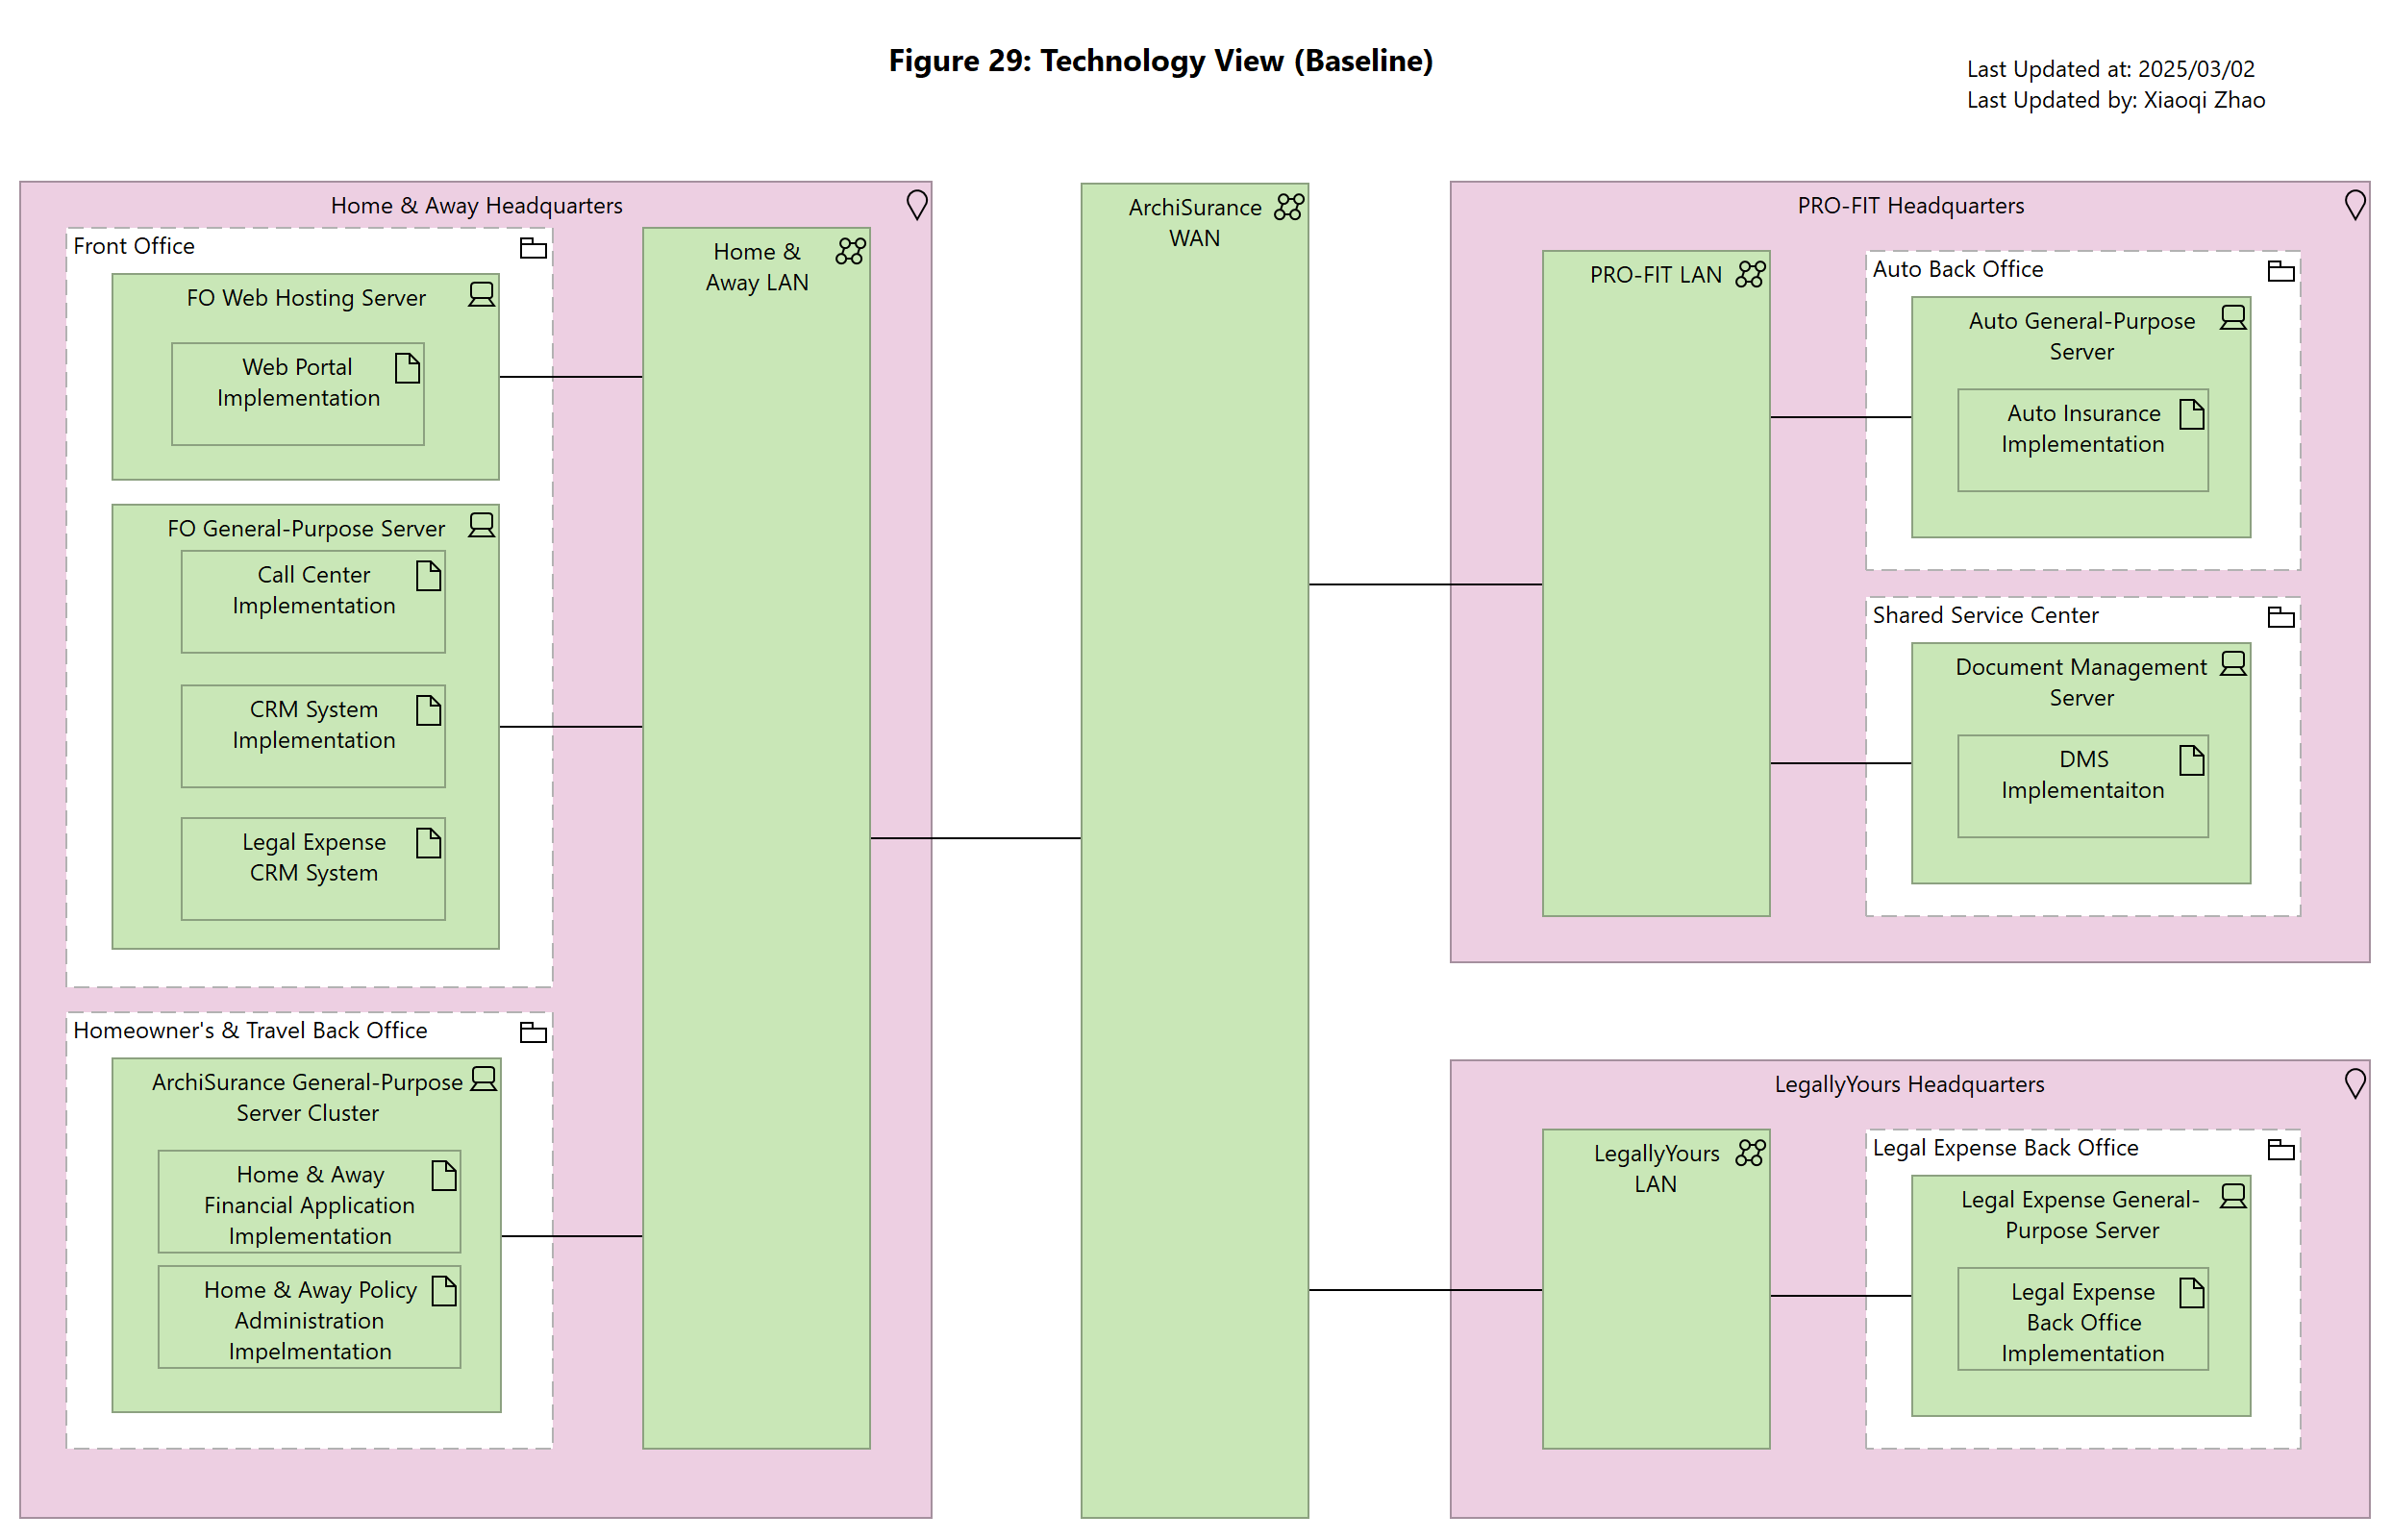 Figure 29: Technology View (Baseline)
Last Updated at: 2025/03/02
Last Updated by: Xiaoqi Zhao
Home & Away Headquarters
Front Office
FO Web Hosting Server
Web Portal
Implementation
FO General-Purpose Server
Call Center
Implementation
CRM System
Implementation
Legal Expense
CRM System
Homeowner's & Travel Back Office
ArchiSurance General-Purpose
Server Cluster
Home & Away
Financial Application
Implementation
Home & Away Policy
Administration
Impelmentation
Home &
Away LAN
ArchiSurance
WAN
PRO-FIT Headquarters
PRO-FIT LAN
Auto Back Office
Auto General-Purpose
Server
Auto Insurance
Implementation
Shared Service Center
Document Management
Server
DMS
Implementaiton
LegallyYours Headquarters
LegallyYours
LAN
Legal Expense Back Office
Legal Expense General-
Purpose Server
Legal Expense
Back Office
Implementation